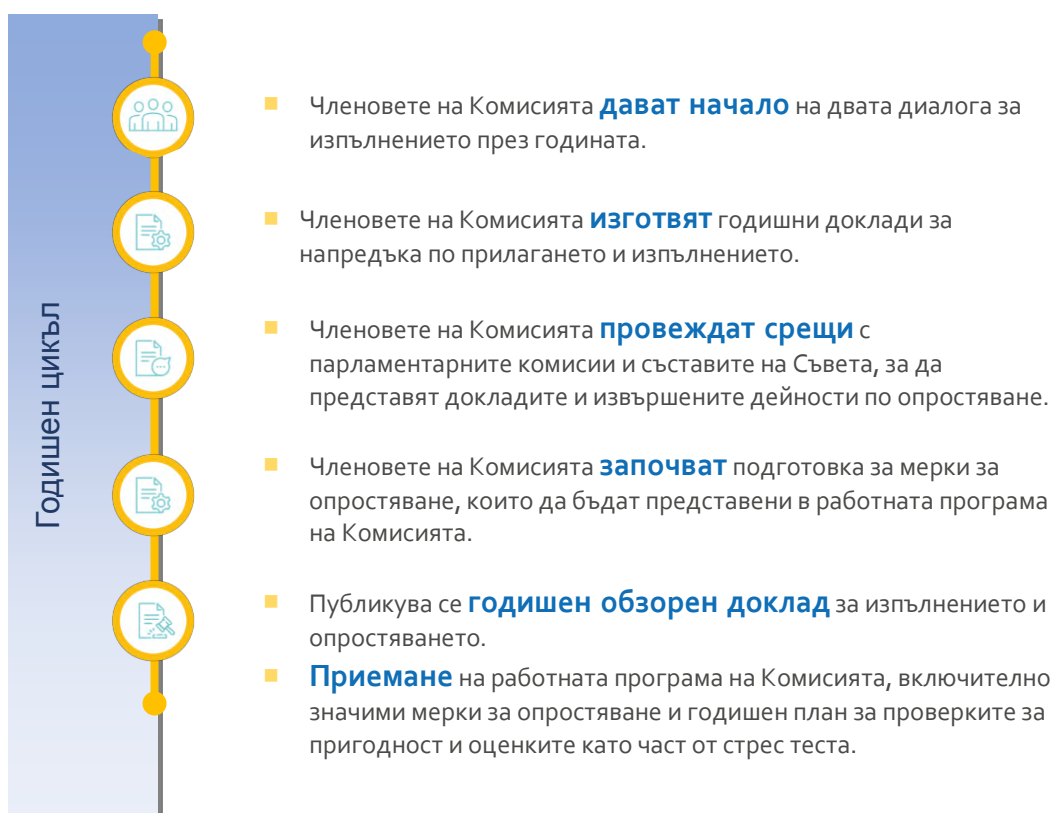 Годишен цикъл
Членовете на Комисията дават начало на двата диалога за
изпълнението през годината.
Членовете на Комисията изготвят годишни доклади за
напредъка по прилагането и изпълнението.
Членовете на Комисията провеждат срещи с
парламентарните комисии и съставите на Съвета, за да
представят докладите и извършените дейности по опростяване.
Членовете на Комисията започват подготовка за мерки за
опростяване, които да бъдат представени в работната програма
на Комисията.
Публикува се годишен обзорен доклад за изпълнението и
опростяването.
Приемане на работната програма на Комисията, включително
значими мерки за опростяване и годишен план за проверките за
пригодност и оценките като част от стрес теста.